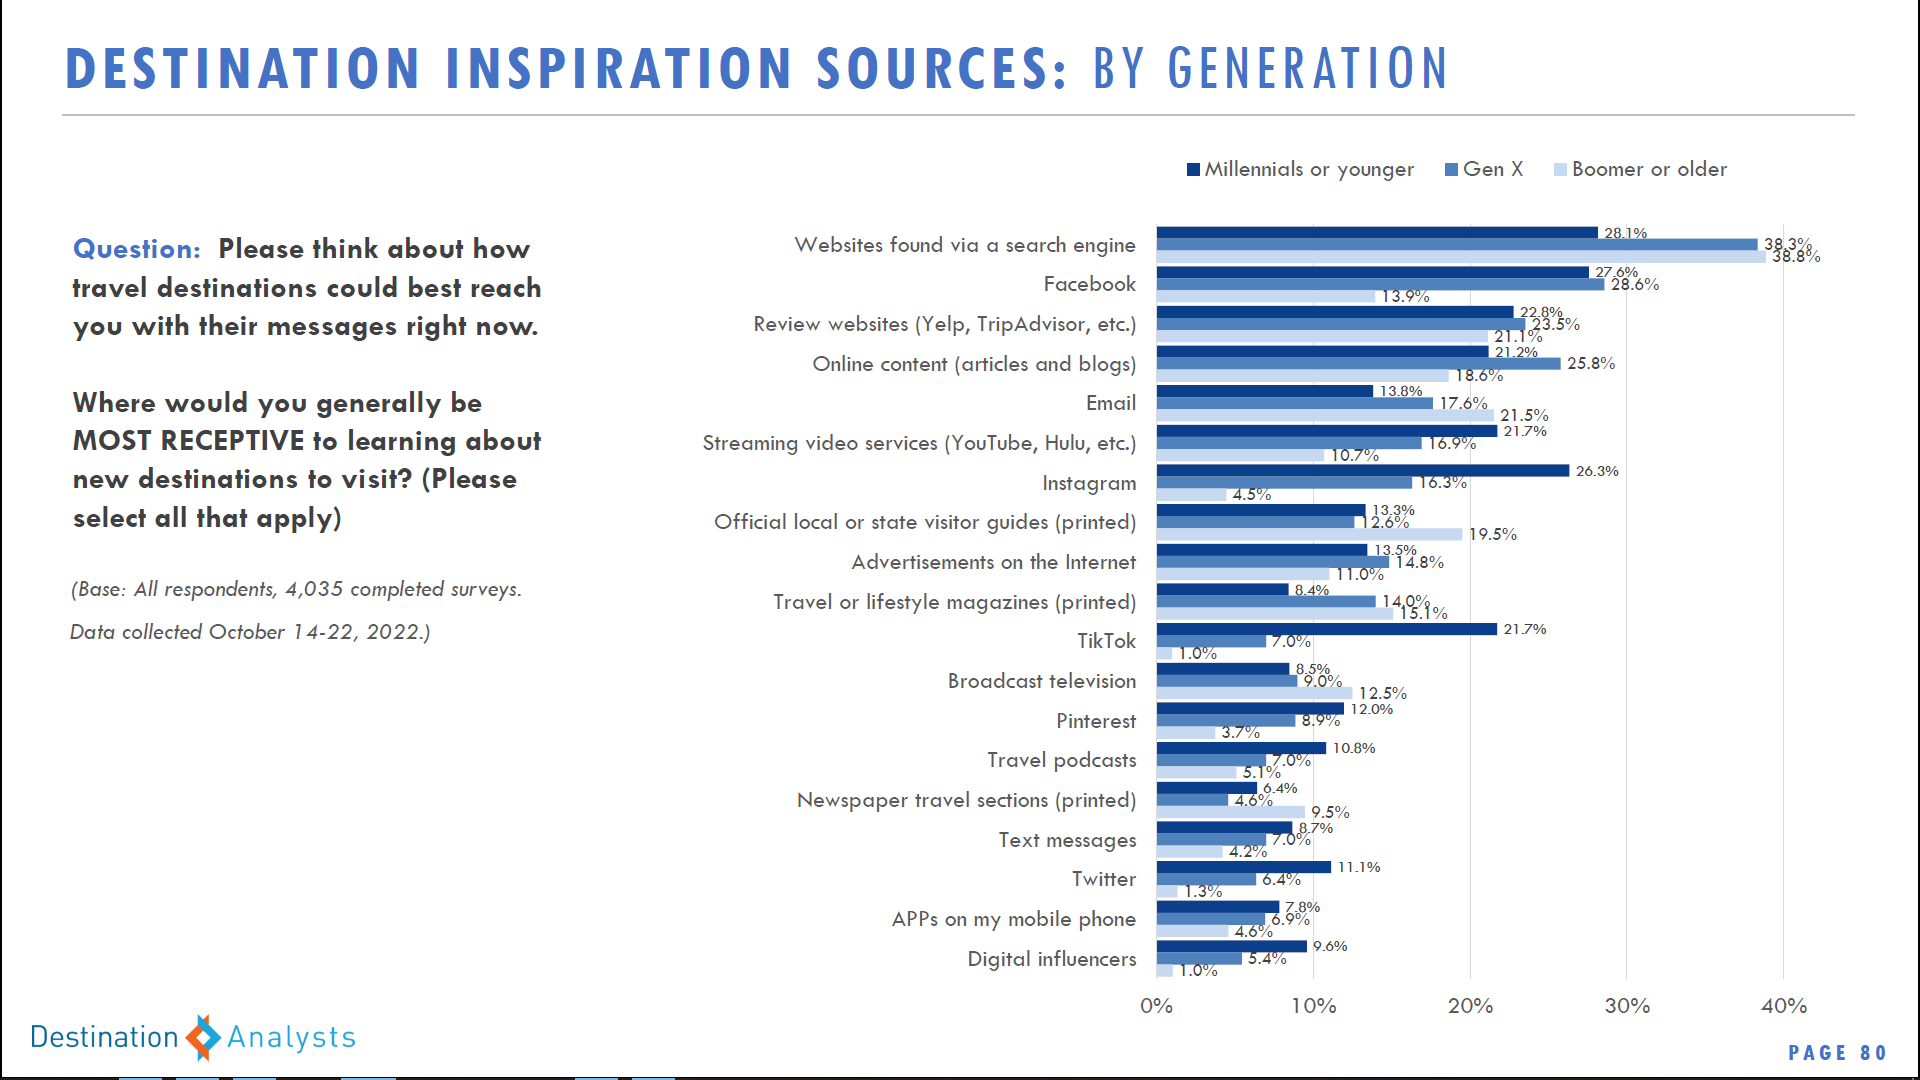 DESTINATION INSPIRATION SOURCES: BY GENERATION
Question: Please think about how
travel destinations could best reach
you with their messages right now.
Where would you generally be
MOST RECEPTIVE to learning about
new destinations to visit? (Please
select all that apply)
(Base: All respondents, 4,035 completed surveys.
Data collected October 14-22, 2022.)
Millennials or younger Gen X Boomer or older
Websites found via a search engine
28.1%
38.3%
38.8%
Facebook
27.6%
28.6%
13.9%
Review websites (Yelp, TripAdvisor, etc.)
22.8%
23.5%
21.1%
Online content (articles and blogs)
21.2%
25.8%
18.6%
Email
13.8%
17.6%
21.5%
Streaming video services (YouTube, Hulu, etc.)
21.7%
16.9%
10.7%
Instagram
26.3%
16.3%
4.5%
Official local or state visitor guides (printed)
13.3%
12.6%
19.5%
Advertisements on the Internet
13.5%
14.8%
11.0%
Travel or lifestyle magazines (printed)
8.4%
14.0%
15.1%
TikTok
21.7%
7.0%
1.0%
Broadcast television
8.5%
9.0%
12.5%
Pinterest
12.0%
8.9%
3.7%
Travel podcasts
10.8%
7.0%
5.1%
Newspaper travel sections (printed)
6.4%
4.6%
9.5%
Text messages
8.7%
7.0%
4.2%
Twitter
11.1%
6.4%
1.3%
APPs on my mobile phone
7.8%
6.9%
4.6%
Digital influencers
9.6%
5.4%
1.0%
0% 10% 20% 30% 40%
Destination Analysts
PAGE 80